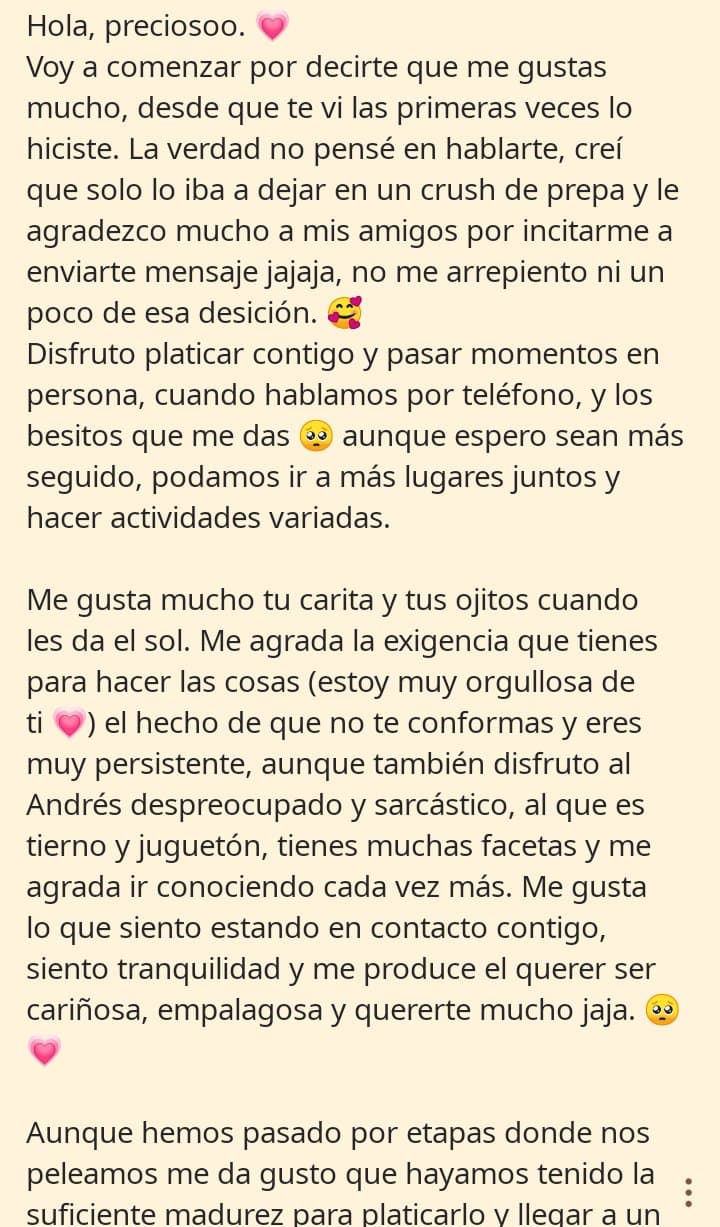 Hola, preciosoo. 💗
Voy a comenzar por decirte que me gustas
mucho, desde que te vi las primeras veces lo
hiciste. La verdad no pensé en hablarte, creí
que solo lo iba a dejar en un crush de prepa y le
agradezco mucho a mis amigos por incitarme a
enviarte mensaje jajaja, no me arrepiento ni un
poco de esa desición. 🥰
Disfruto platicar contigo y pasar momentos en
persona, cuando hablamos por teléfono, y los
besitos que me das 🥺 aunque espero sean más
seguido, podamos ir a más lugares juntos y
hacer actividades variadas.

Me gusta mucho tu carita y tus ojitos cuando
les da el sol. Me agrada la exigencia que tienes
para hacer las cosas (estoy muy orgullosa de
ti 💗) el hecho de que no te conformas y eres
muy persistente, aunque también disfruto al
Andrés despreocupado y sarcástico, al que es
tierno y juguetón, tienes muchas facetas y me
agrada ir conociendo cada vez más. Me gusta
lo que siento estando en contacto contigo,
siento tranquilidad y me produce el querer ser
cariñosa, empalagosa y quererte mucho jaja. 🥺
💗

Aunque hemos pasado por etapas donde nos
peleamos me da gusto que hayamos tenido la
suficiente madurez para platicarlo y llegar a un